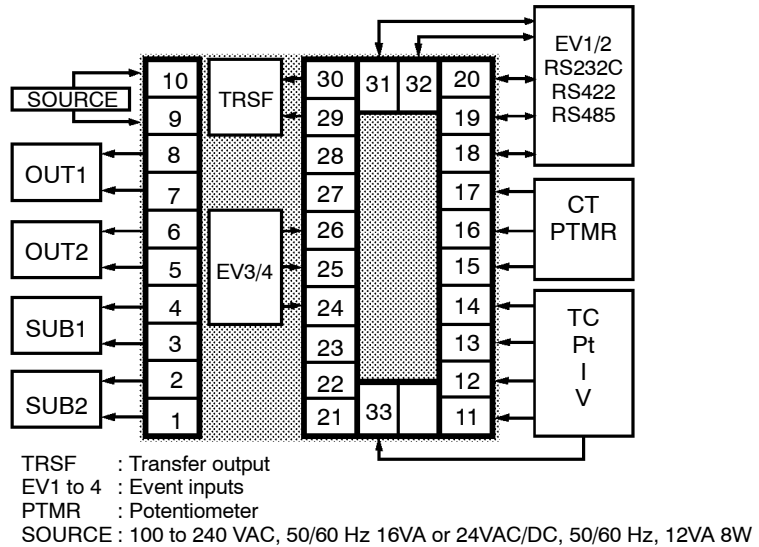 EV1/2
RS232C
RS422
RS485
10 TRSF 30 31 32 20
SOURCE
9 29 19
8 28 18
OUT1
7 27 17
CT
PTMR
6 26 16
OUT2
5 EV3/4 25 15
4 24 14
SUB1
3 23 13
TC
Pt
I
V
2 22 12
SUB2
1 21 33 11
TRSF : Transfer output
EV1 to 4 : Event inputs
PTMR : Potentiometer
SOURCE : 100 to 240 VAC, 50/60 Hz 16VA or 24VAC/DC, 50/60 Hz, 12VA 8W